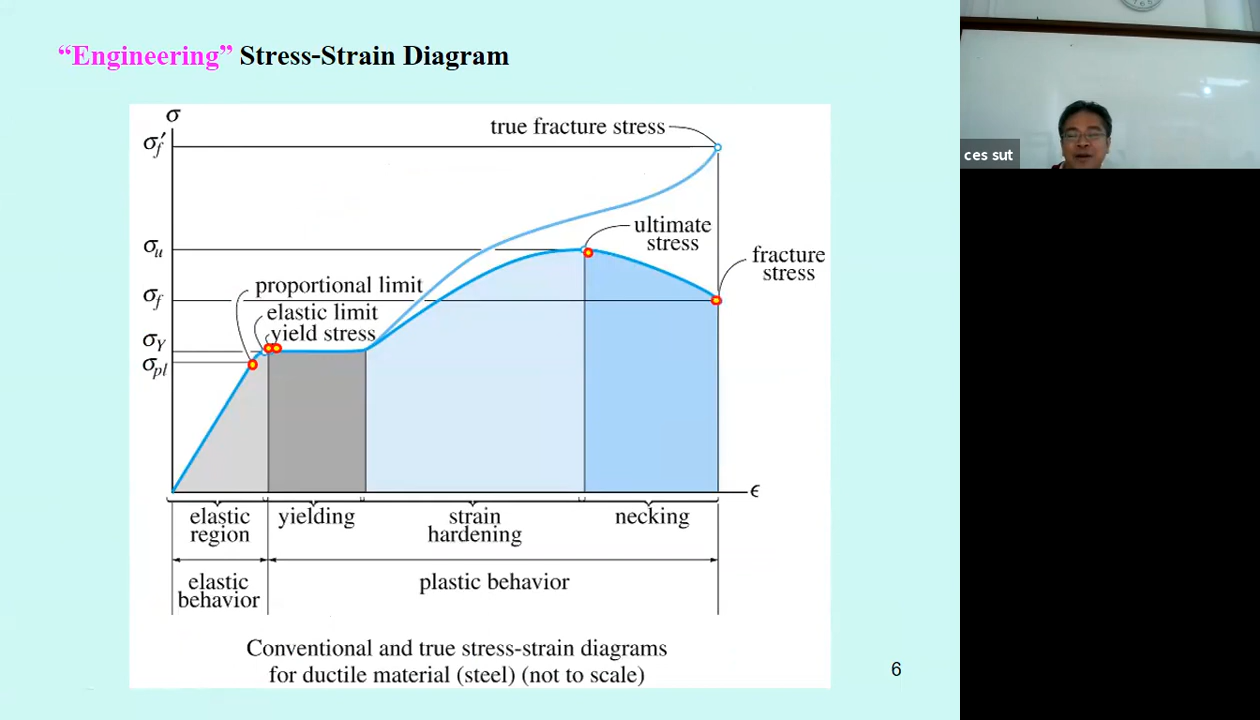 “Engineering” Stress-Strain Diagram
σ
true fracture stress
σ′f
ultimate
stress
σu
fracture
stress
proportional limit
σf
elastic limit
yield stress
σY
σpl
ϵ
elastic
region
yielding
strain
hardening
necking
elastic
behavior
plastic behavior
Conventional and true stress-strain diagrams
for ductile material (steel) (not to scale)
6
ces sut